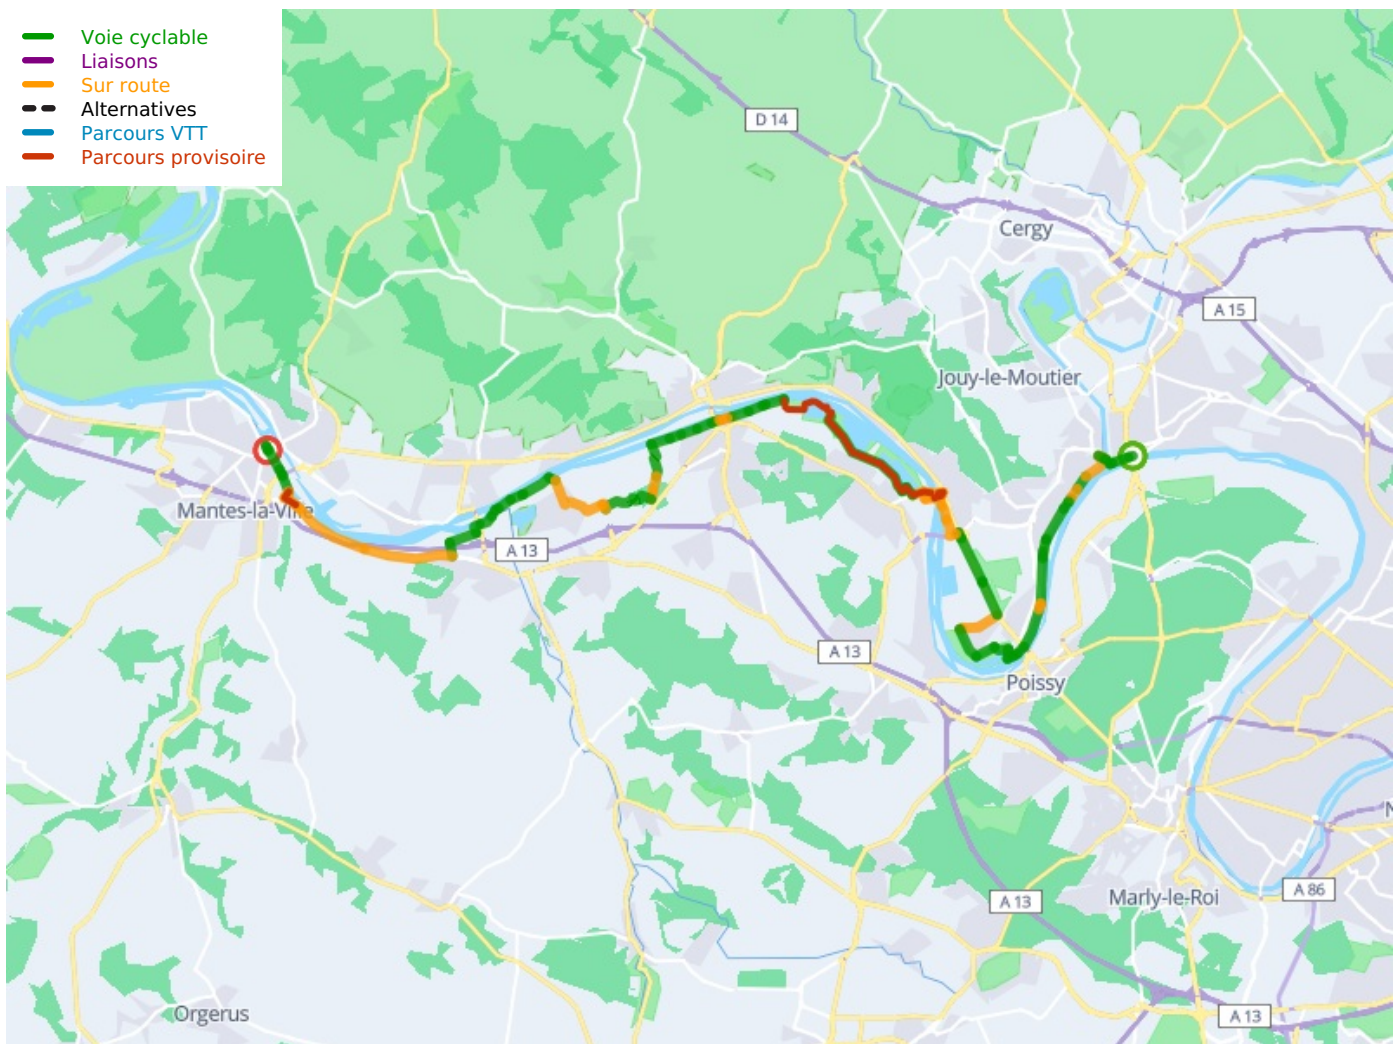 Voie cyclable
Liaisons
Sur route
Alternatives
Parcours VTT
Parcours provisoire
D 14
Cergy
A 15
Jouy-le-Moutier
Mantes-la-Ville
A 13
A 13
Poissy
N
A 86
Marly-le-Roi
A 13
Orgerus
A 13